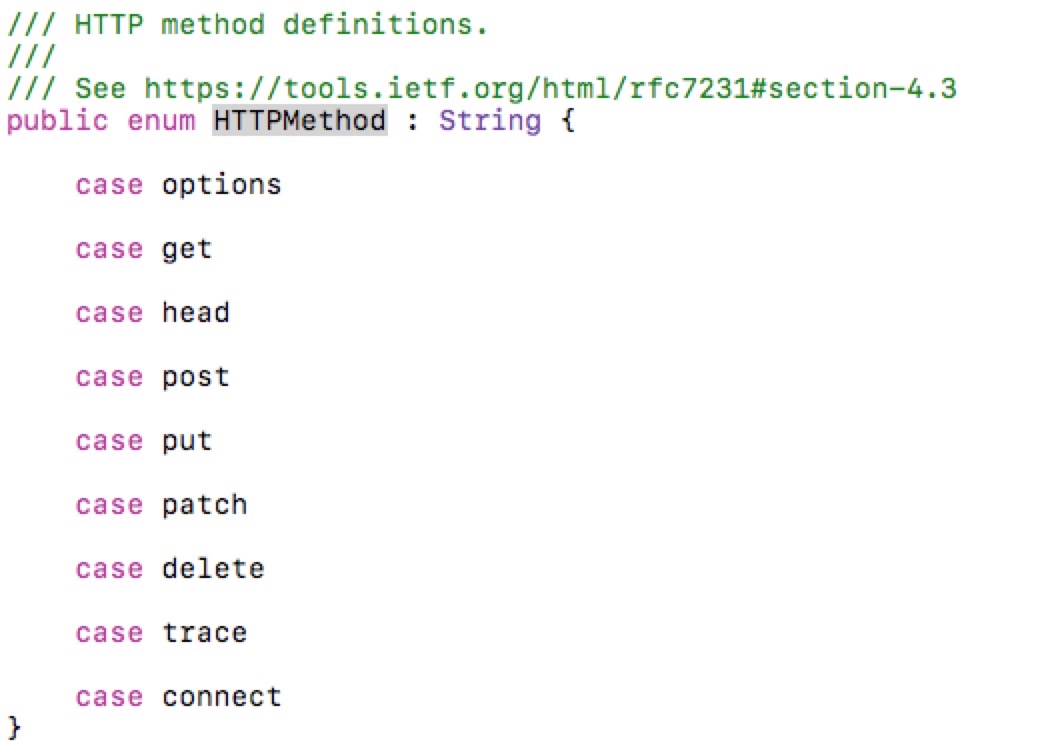 /// HTTP method definitions.
///
/// See https://tools.ietf.org/html/rfc7231#section-4.3
public enum HTTPMethod : String {
case options
case get
case head
case post
case put
case patch
case delete
case trace
case connect
}